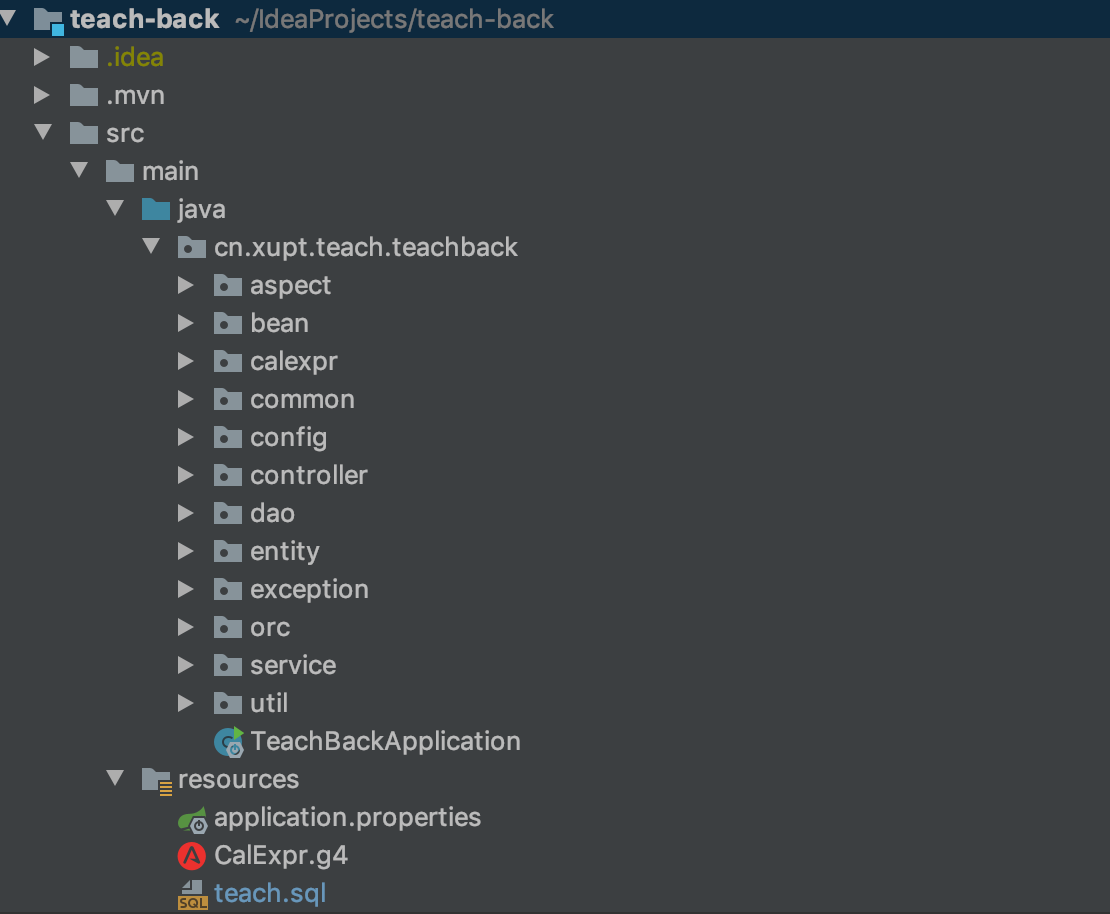 teach-back ~/IdeaProjects/teach-back
.idea
.mvn
src
main
java
cn.xupt.teach.teachback
aspect
bean
calexpr
common
config
controller
dao
entity
exception
orc
service
util
TeachBackApplication
resources
application.properties
CalExpr.g4
SQL teach.sql